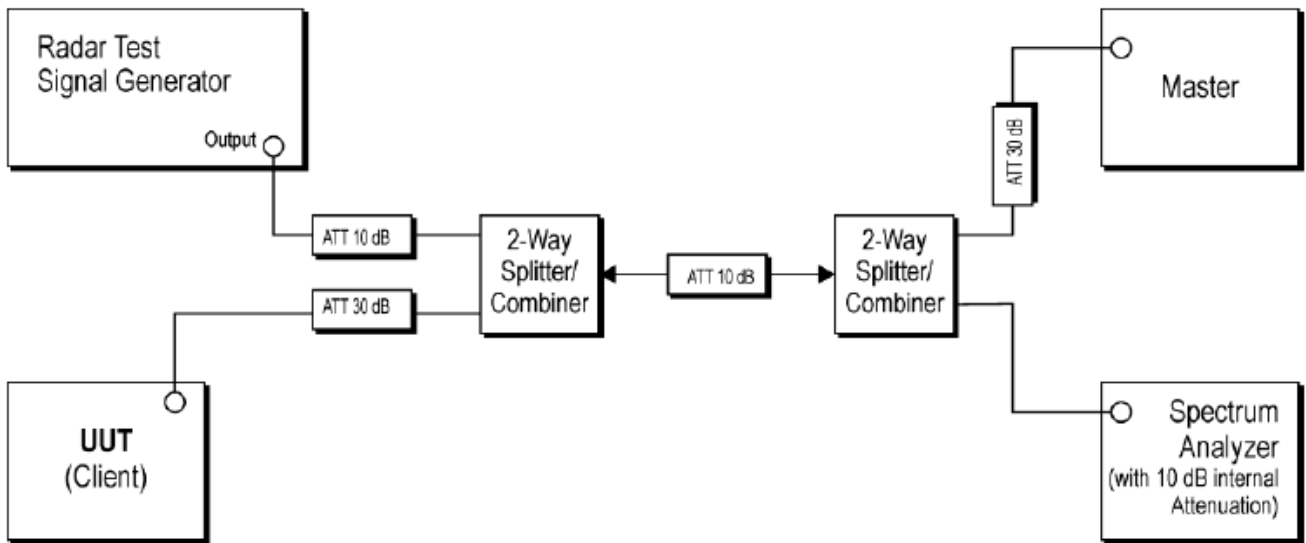 Radar Test
Signal Generator
Output
ATT 10 dB
ATT 30 dB
2-Way
Splitter/
Combiner
ATT 10 dB
2-Way
Splitter/
Combiner
ATT 30 dB
Master
UUT
(Client)
Spectrum
Analyzer
(with 10 dB internal
Attenuation)